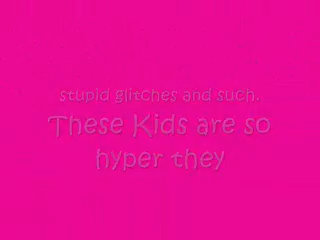 stupid glitches and such.
These Kids are so
hyper they